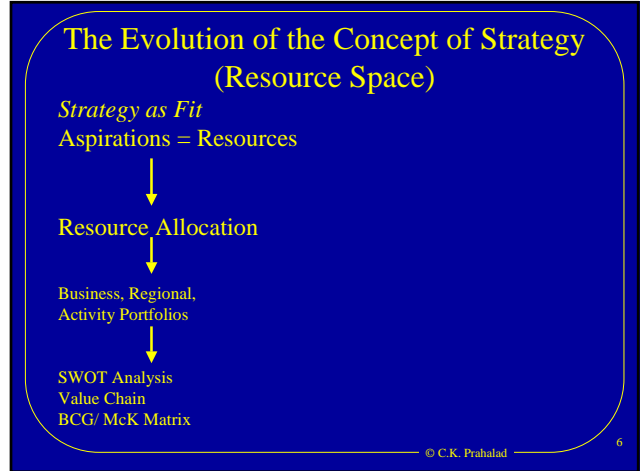 The Evolution of the Concept of Strategy
(Resource Space)
Strategy as Fit
Aspirations = Resources
Resource Allocation
Business, Regional,
Activity Portfolios
SWOT Analysis
Value Chain
BCG/ McK Matrix
6
© C.K. Prahalad